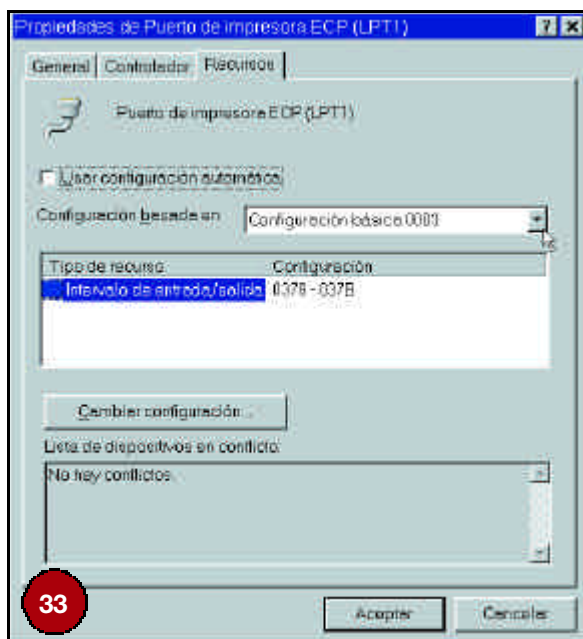 Propiedades de Puerto de impresora ECP (LPT1)
General Controlador Recursos
Puerto de impresora ECP (LPT1)
Usar configuración automática
Configuración basada en Configuración básica 0003
Tipo de recurso Configuración
Intervalo de entrada/salida 0378 - 037B
Cambiar configuración...
Lista de dispositivos en conflicto
No hay conflictos.
33
Aceptar Cancelar